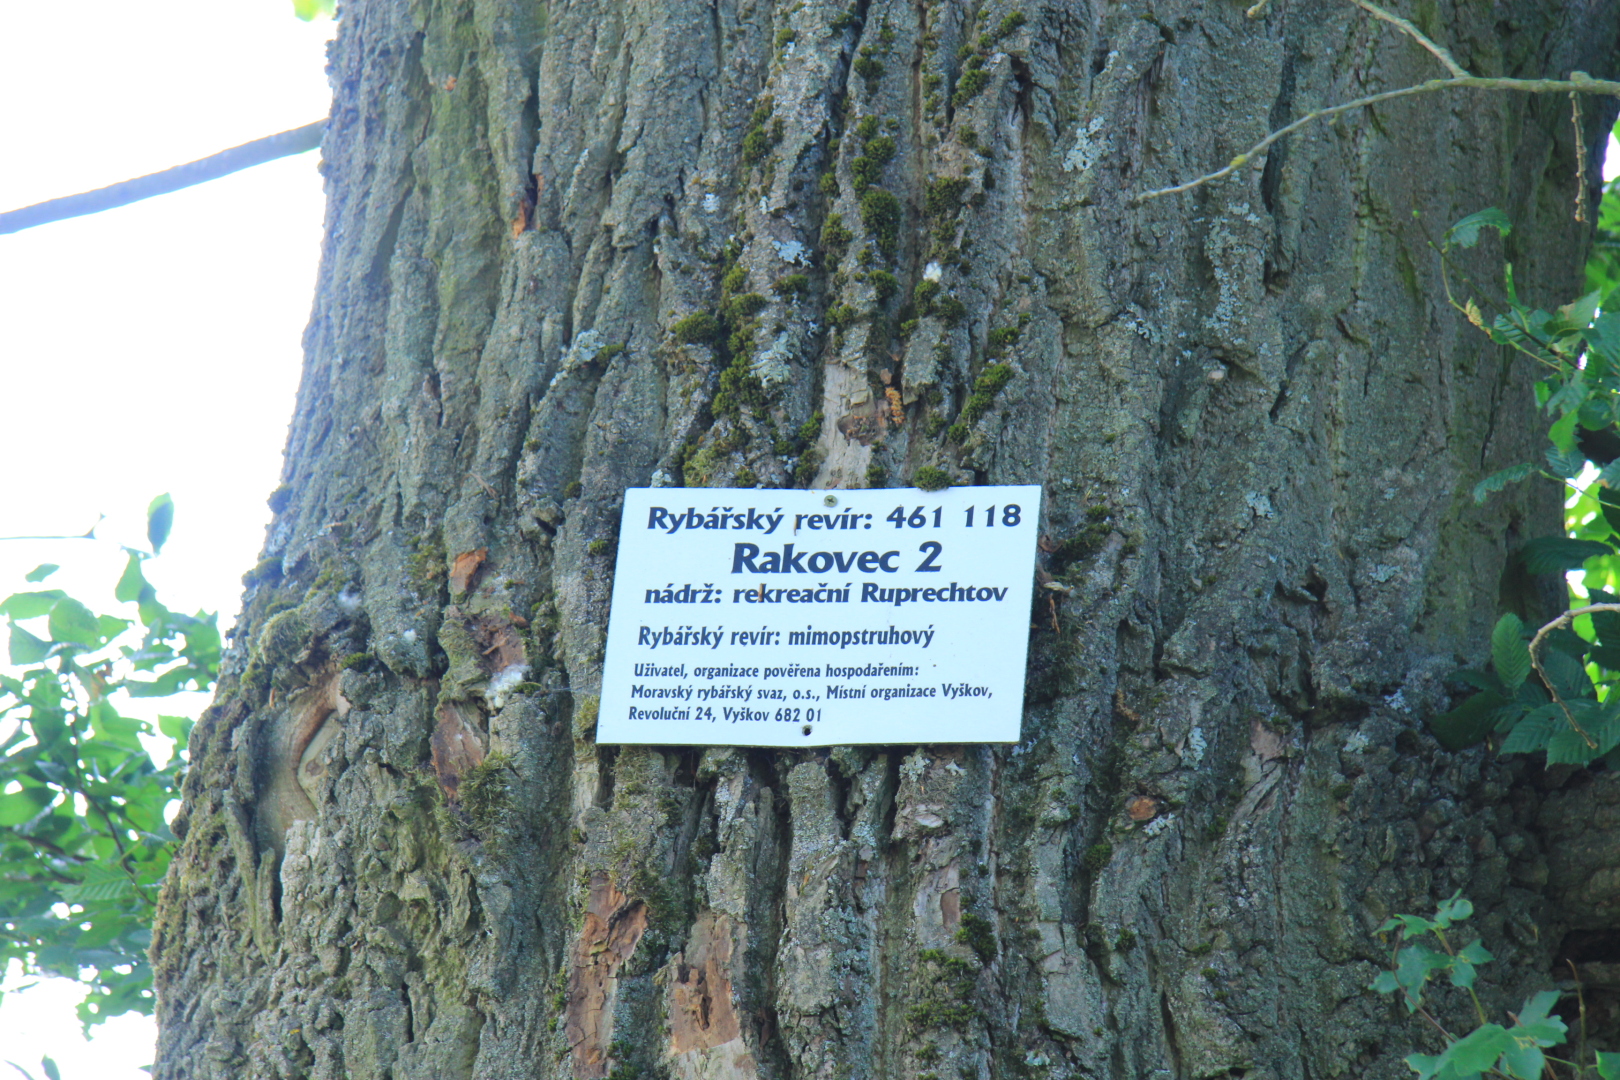 Rybářský revír: 461 118
Rakovec 2
nádrž: rekreační Ruprechtov
Rybářský revír: mimopstruhový
Uživatel, organizace pověřena hospodařením:
Moravský rybářský svaz, o.s., Místní organizace Vyškov,
Revoluční 24, Vyškov 682 01